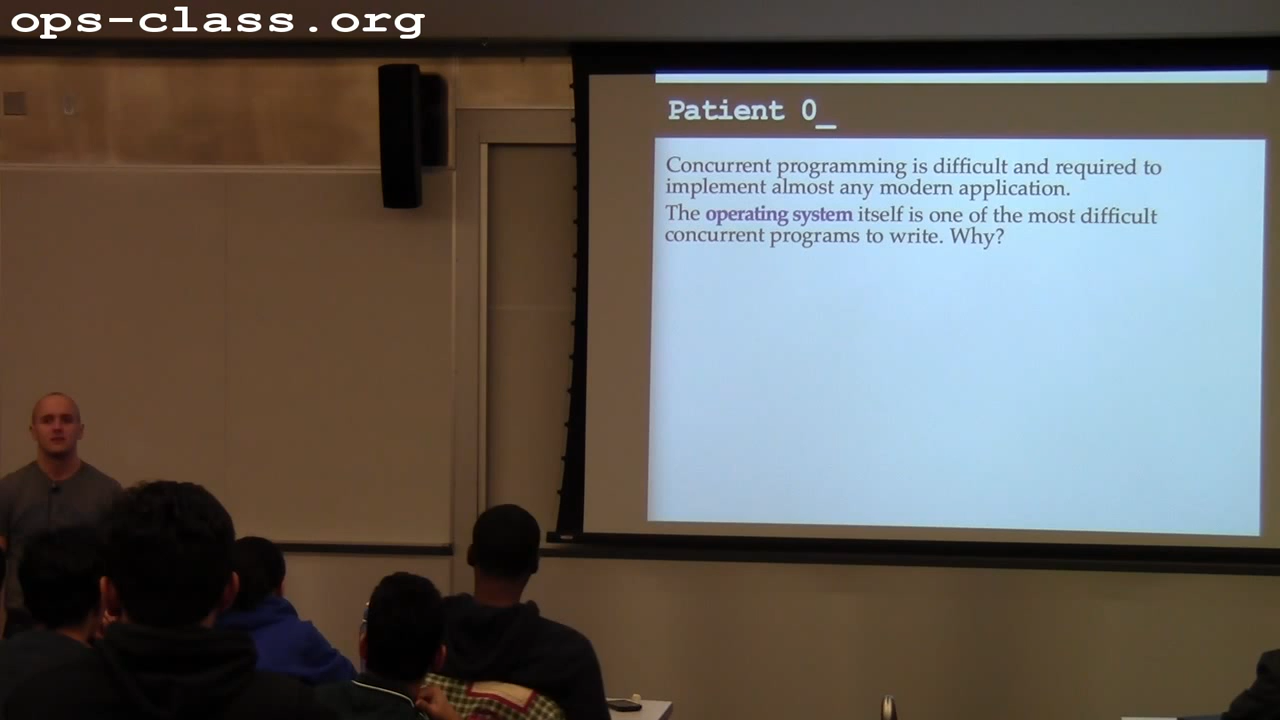 ops-class.org
Patient 0_
Concurrent programming is difficult and required to
implement almost any modern application.
The operating system itself is one of the most difficult
concurrent programs to write. Why?